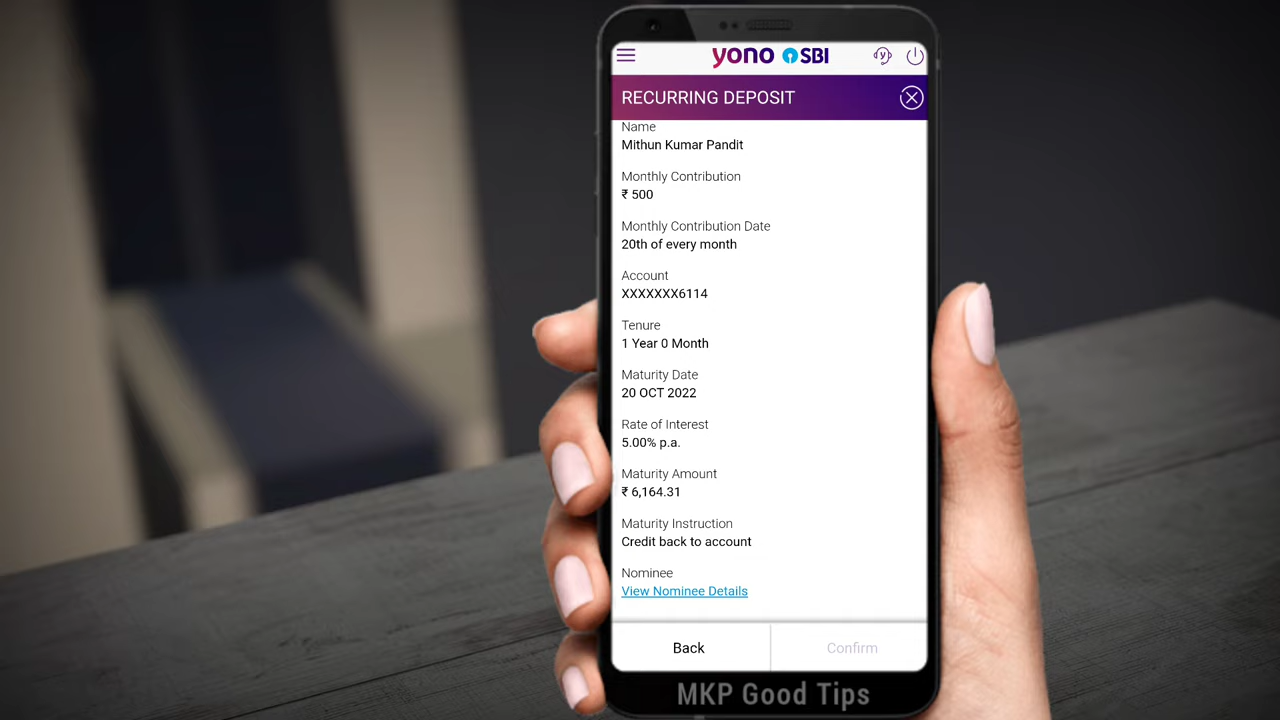 yono SBI
RECURRING DEPOSIT
Name
Mithun Kumar Pandit
Monthly Contribution
₹ 500
Monthly Contribution Date
20th of every month
Account
XXXXXXX6114
Tenure
1 Year 0 Month
Maturity Date
20 OCT 2022
Rate of Interest
5.00% p.a.
Maturity Amount
₹ 6,164.31
Maturity Instruction
Credit back to account
Nominee
View Nominee Details
Back Confirm
MKP Good Tips